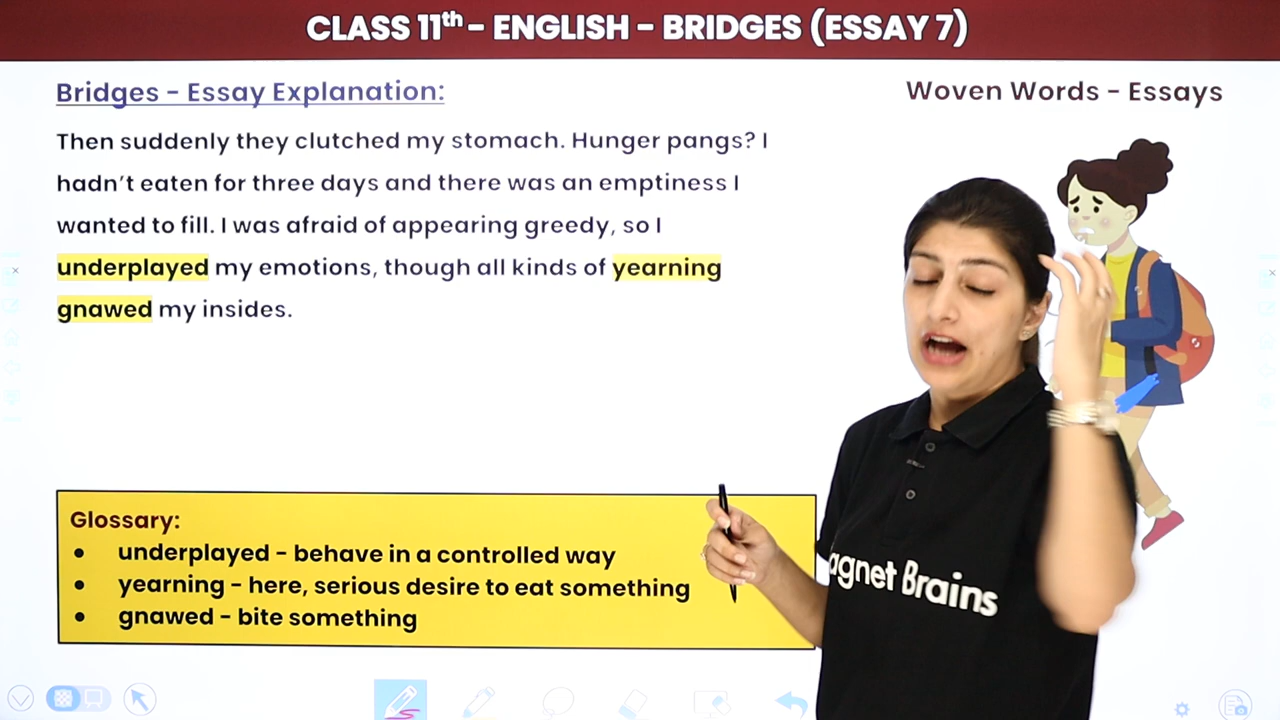 CLASS 11th - ENGLISH - BRIDGES (ESSAY 7)
Bridges - Essay Explanation:
Woven Words - Essays
Then suddenly they clutched my stomach. Hunger pangs? I
hadn't eaten for three days and there was an emptiness I
wanted to fill. I was afraid of appearing greedy, so I
underplayed my emotions, though all kinds of yearning
gnawed my insides.
Glossary:
• underplayed - behave in a controlled way
• yearning - here, serious desire to eat something
• gnawed - bite something
agnet Brains